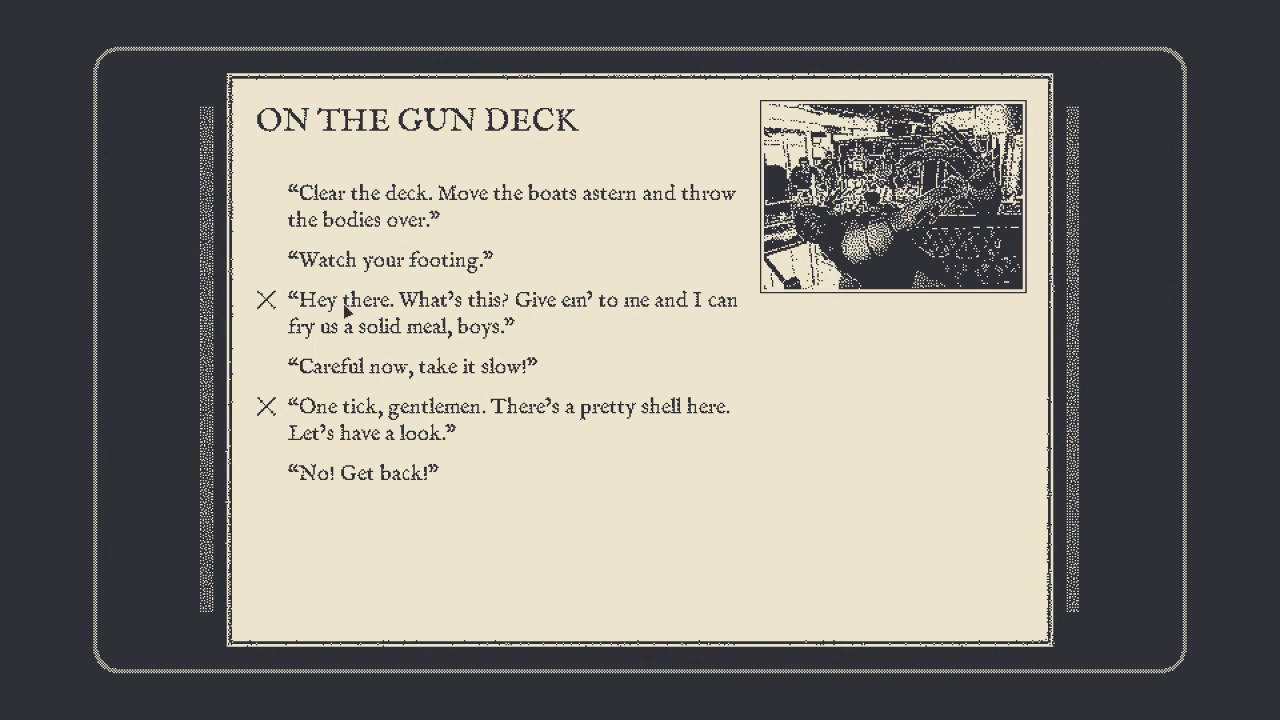 ON THE GUN DECK
“Clear the deck. Move the boats astern and throw
the bodies over.”
“Watch your footing.”
“Hey there. What’s this? Give em’ to me and I can
fry us a solid meal, boys.”
“Careful now, take it slow!”
“One tick, gentlemen. There’s a pretty shell here.
Let’s have a look.”
“No! Get back!”